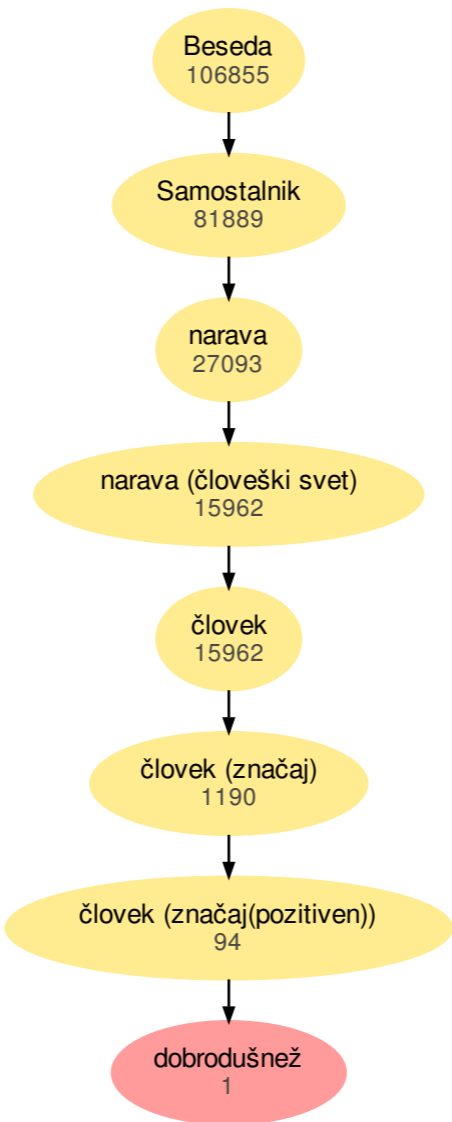 Beseda
106855
Samostalnik
81889
narava
27093
narava (človeški svet)
15962
človek
15962
človek (značaj)
1190
človek (značaj(pozitiven))
94
dobrodušnež
1